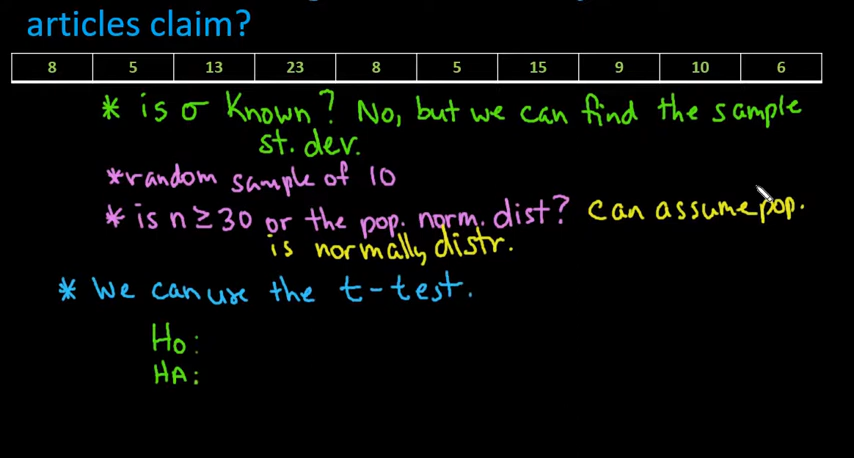 articles claim?
8 5 13 23 8 5 15 9 10 6
* is σ known? No, but we can find the sample
st. dev.
*random sample of 10
* is n ≥ 30 or the pop. norm. dist? can assume pop.
is normally distr.
* We can use the t-test.
Ho:
HA: